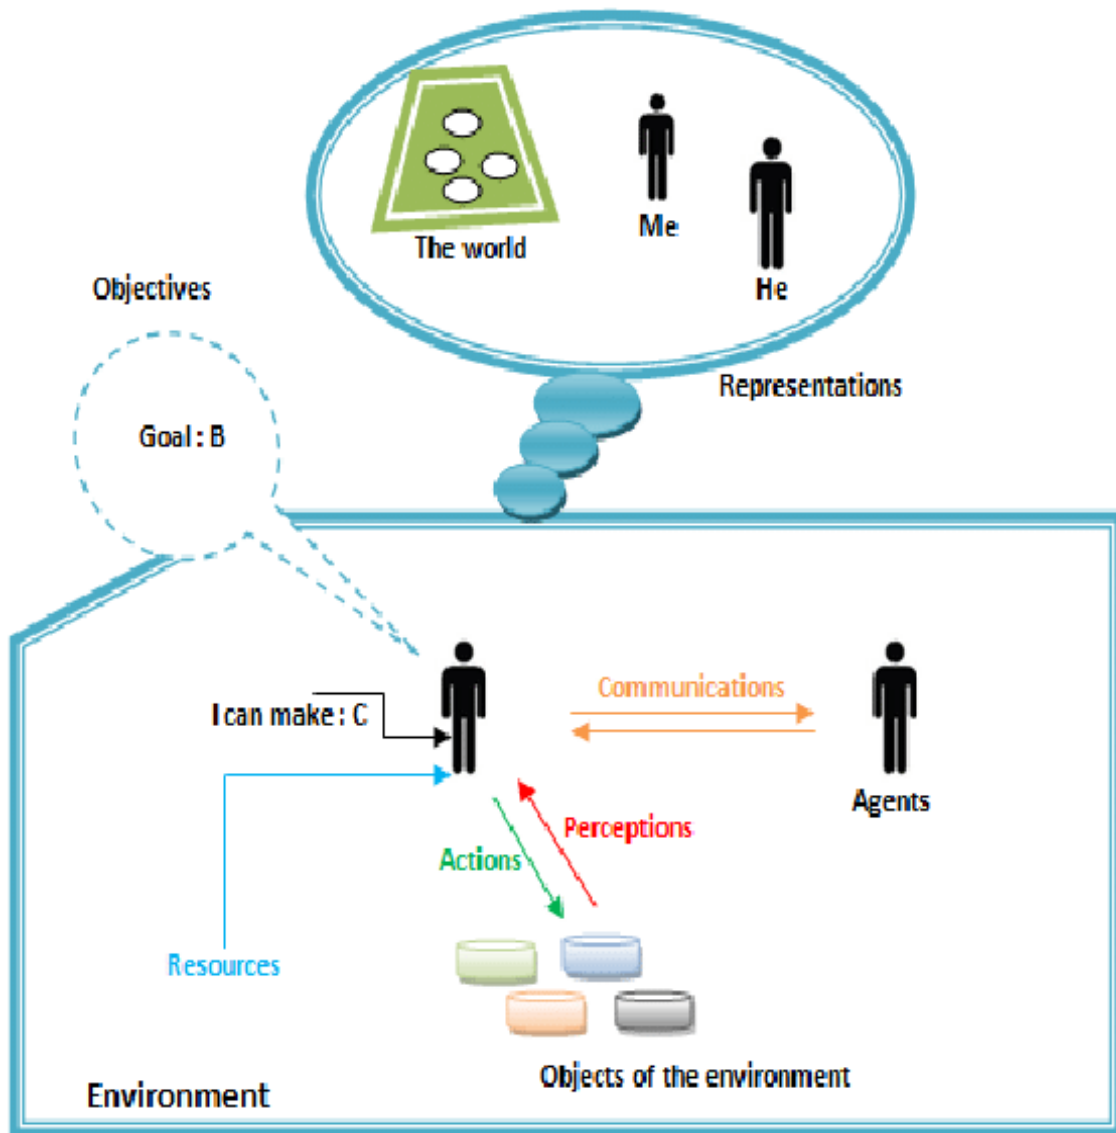 The world
Me
He
Objectives
Representations
Goal : B
I can make : C
Communications
Agents
Perceptions
Actions
Resources
Objects of the environment
Environment